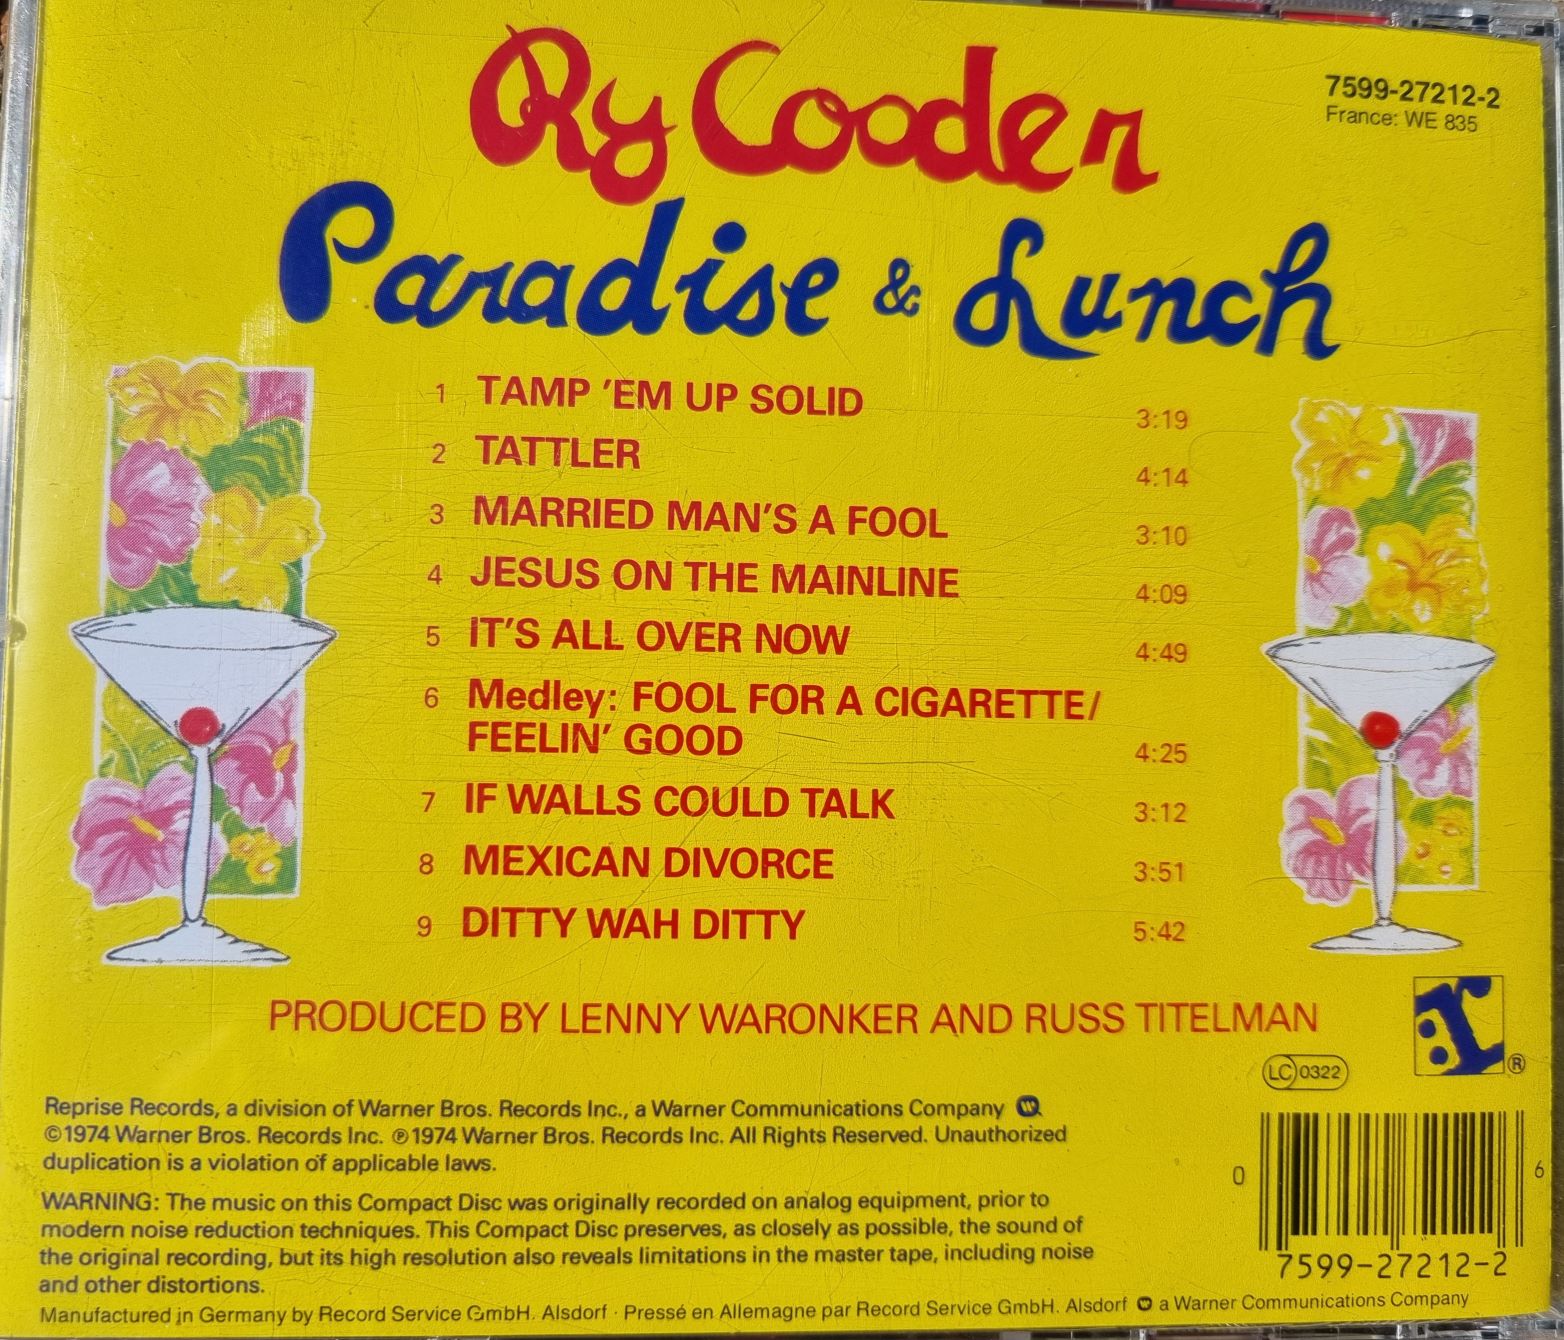 Ry Cooder
7599-27212-2
France: WE 835
Paradise & Lunch
1 TAMP 'EM UP SOLID 3:19
2 TATTLER 4:14
3 MARRIED MAN'S A FOOL 3:10
4 JESUS ON THE MAINLINE 4:09
5 IT'S ALL OVER NOW 4:49
6 Medley: FOOL FOR A CIGARETTE/
FEELIN' GOOD 4:25
7 IF WALLS COULD TALK 3:12
8 MEXICAN DIVORCE 3:51
9 DITTY WAH DITTY 5:42
PRODUCED BY LENNY WARONKER AND RUSS TITELMAN
r: ®
LC 0322
Reprise Records, a division of Warner Bros. Records Inc., a Warner Communications Company
©1974 Warner Bros. Records Inc. ℗1974 Warner Bros. Records Inc. All Rights Reserved. Unauthorized
duplication is a violation of applicable laws.
WARNING: The music on this Compact Disc was originally recorded on analog equipment, prior to
modern noise reduction techniques. This Compact Disc preserves, as closely as possible, the sound of
the original recording, but its high resolution also reveals limitations in the master tape, including noise
and other distortions.
0 6
7599-27212-2
Manufactured in Germany by Record Service GmbH. Alsdorf · Pressé en Allemagne par Record Service GmbH. Alsdorf a Warner Communications Company